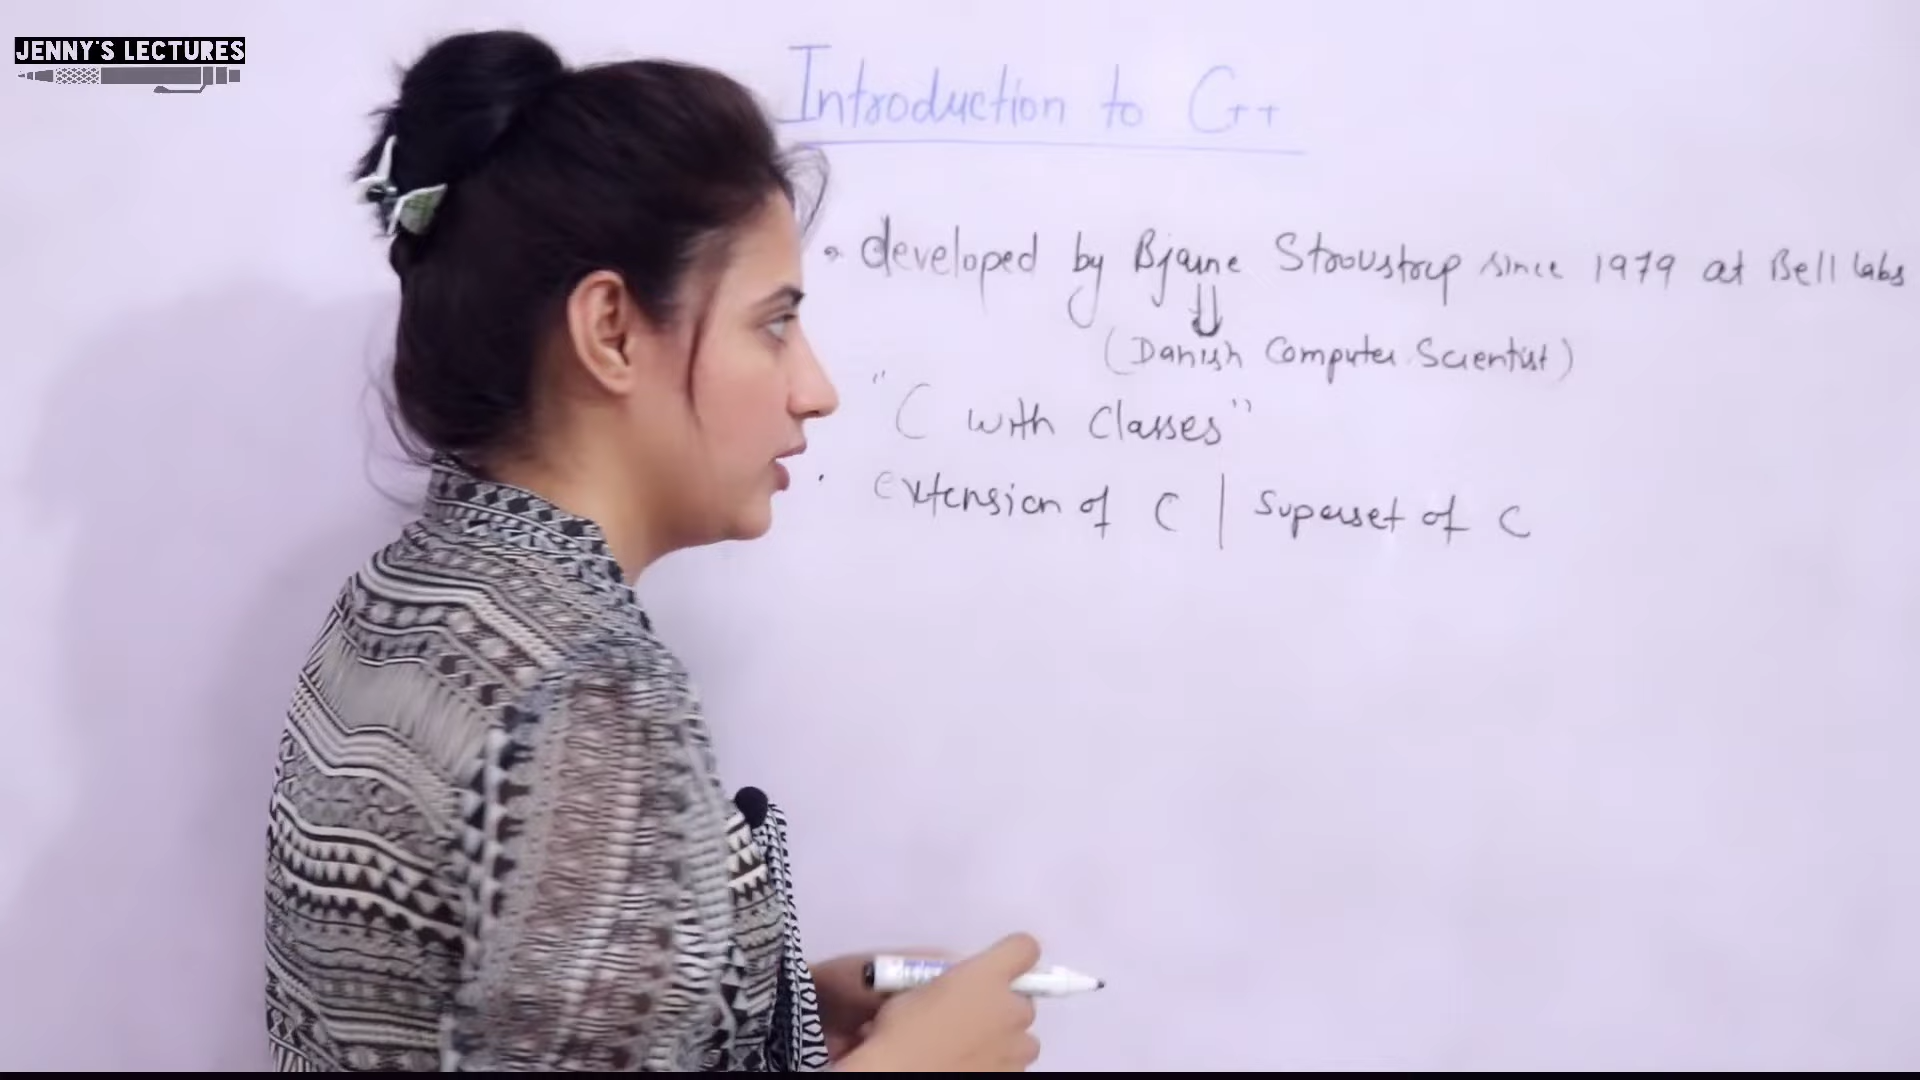 JENNY'S LECTURES
Introduction to C++
• developed by Bjarne Stroustrup since 1979 at Bell labs
(Danish Computer Scientist)
"C with Classes"
• extension of C | Superset of C